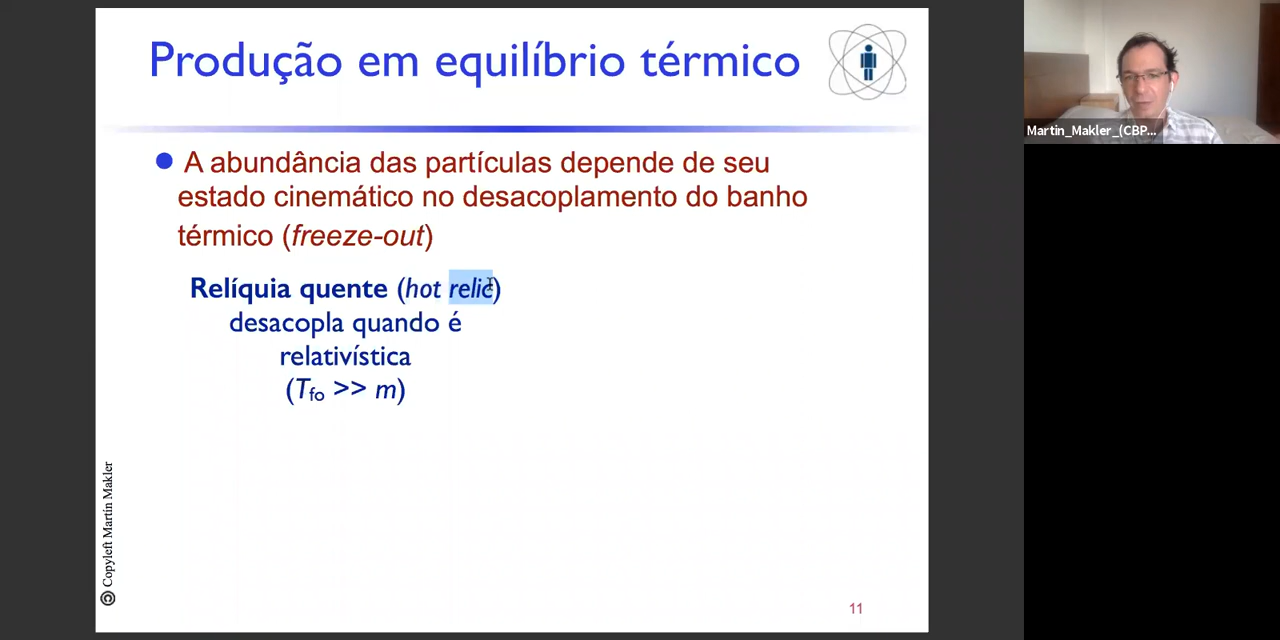 Produção em equilíbrio térmico
● A abundância das partículas depende de seu
estado cinemático no desacoplamento do banho
térmico (freeze-out)
Relíquia quente (hot relic)
desacopla quando é
relativística
(Tfo >> m)
Copyleft Martín Makler
11
Martin_Makler_(CBP...